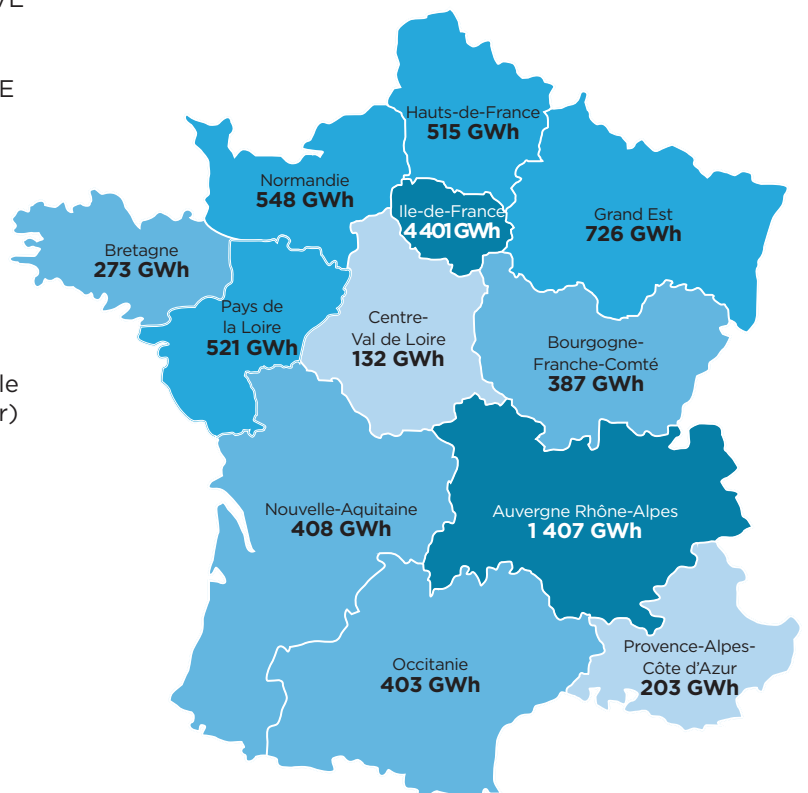 E
Hauts-de-France
515 GWh
Normandie
548 GWh
Ile-de-France
4 401 GWh
Grand Est
726 GWh
Bretagne
273 GWh
Pays de
la Loire
521 GWh
Centre-
Val de Loire
132 GWh
Bourgogne-
Franche-Comté
387 GWh
le
r)
Nouvelle-Aquitaine
408 GWh
Auvergne Rhône-Alpes
1 407 GWh
Provence-Alpes-
Côte d'Azur
203 GWh
Occitanie
403 GWh